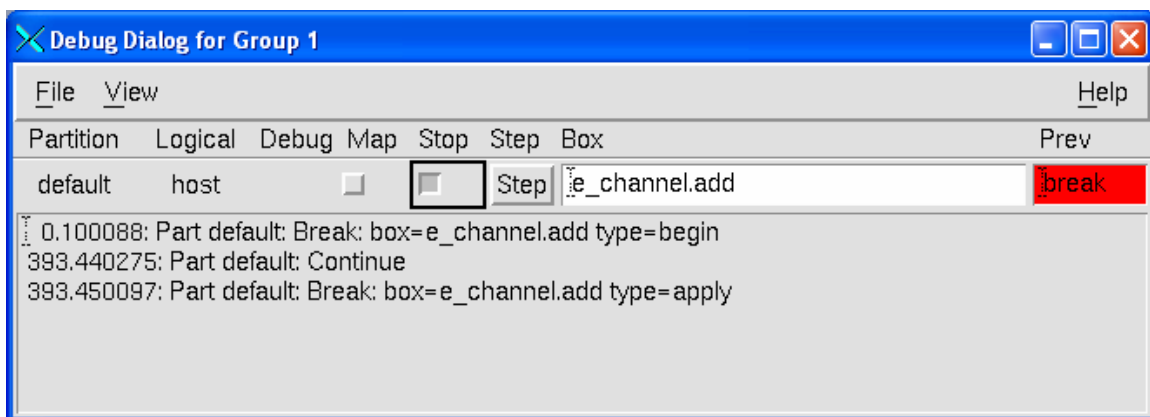 Debug Dialog for Group 1
File View Help
Partition Logical Debug Map Stop Step Box Prev
default host Step e_channel.add break
0.100088: Part default: Break: box=e_channel.add type=begin
393.440275: Part default: Continue
393.450097: Part default: Break: box=e_channel.add type=apply